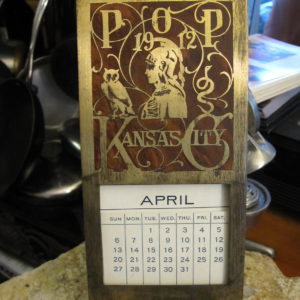 P O P
1912
KANSAS CITY
APRIL
SUN. MON. TUE. WED. THUR. FRI. SAT.
1 2 3 4 5
6 7 8 9 10 11 12
13 14 15 16 17 18 19
20 21 22 23 24 25 26
27 28 29 30 31